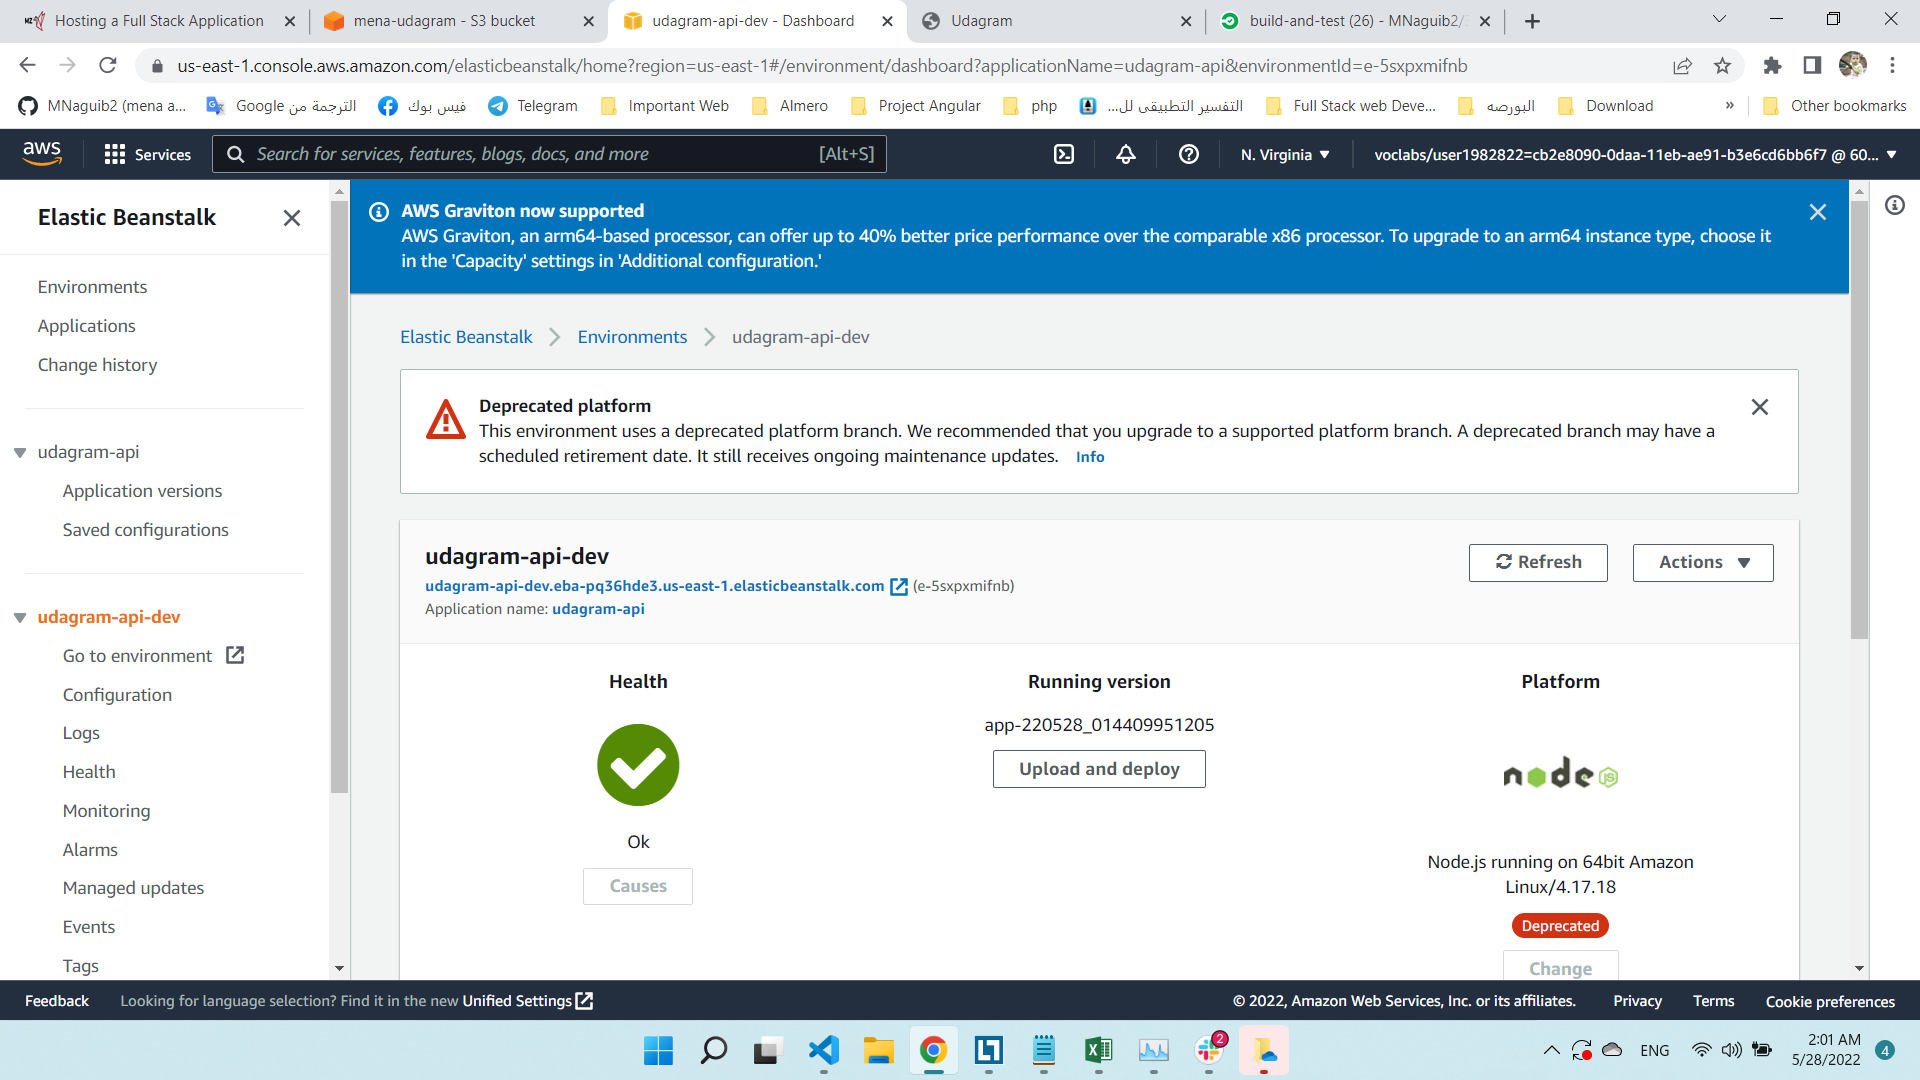 Hosting a Full Stack Application
mena-udagram - S3 bucket
udagram-api-dev - Dashboard
Udagram
build-and-test (26) - MNaguib2/
us-east-1.console.aws.amazon.com/elasticbeanstalk/home?region=us-east-1#/environment/dashboard?applicationName=udagram-api&environmentId=e-5sxpxmifnb
MNaguib2 (mena a...
Google الترجمة من
فيس بوك
Telegram
Important Web
Almero
Project Angular
php
التفسير التطبيقى لل...
Full Stack web Deve...
البورصه
Download
»
Other bookmarks
aws
Services
Search for services, features, blogs, docs, and more
[Alt+S]
N. Virginia
voclabs/user1982822=cb2e8090-0daa-11eb-ae91-b3e6cd6bb6f7 @ 60...
Elastic Beanstalk
Environments
Applications
Change history
udagram-api
Application versions
Saved configurations
udagram-api-dev
Go to environment
Configuration
Logs
Health
Monitoring
Alarms
Managed updates
Events
Tags
AWS Graviton now supported
AWS Graviton, an arm64-based processor, can offer up to 40% better price performance over the comparable x86 processor. To upgrade to an arm64 instance type, choose it
in the 'Capacity' settings in 'Additional configuration.'
Elastic Beanstalk
Environments
udagram-api-dev
Deprecated platform
This environment uses a deprecated platform branch. We recommended that you upgrade to a supported platform branch. A deprecated branch may have a
scheduled retirement date. It still receives ongoing maintenance updates. Info
udagram-api-dev
udagram-api-dev.eba-pq36hde3.us-east-1.elasticbeanstalk.com (e-5sxpxmifnb)
Application name: udagram-api
Refresh
Actions
Health
Ok
Causes
Running version
app-220528_014409951205
Upload and deploy
Platform
node JS
Node.js running on 64bit Amazon
Linux/4.17.18
Deprecated
Change
Feedback
Looking for language selection? Find it in the new Unified Settings
© 2022, Amazon Web Services, Inc. or its affiliates.
Privacy
Terms
Cookie preferences
2
ENG
2:01 AM
5/28/2022
4